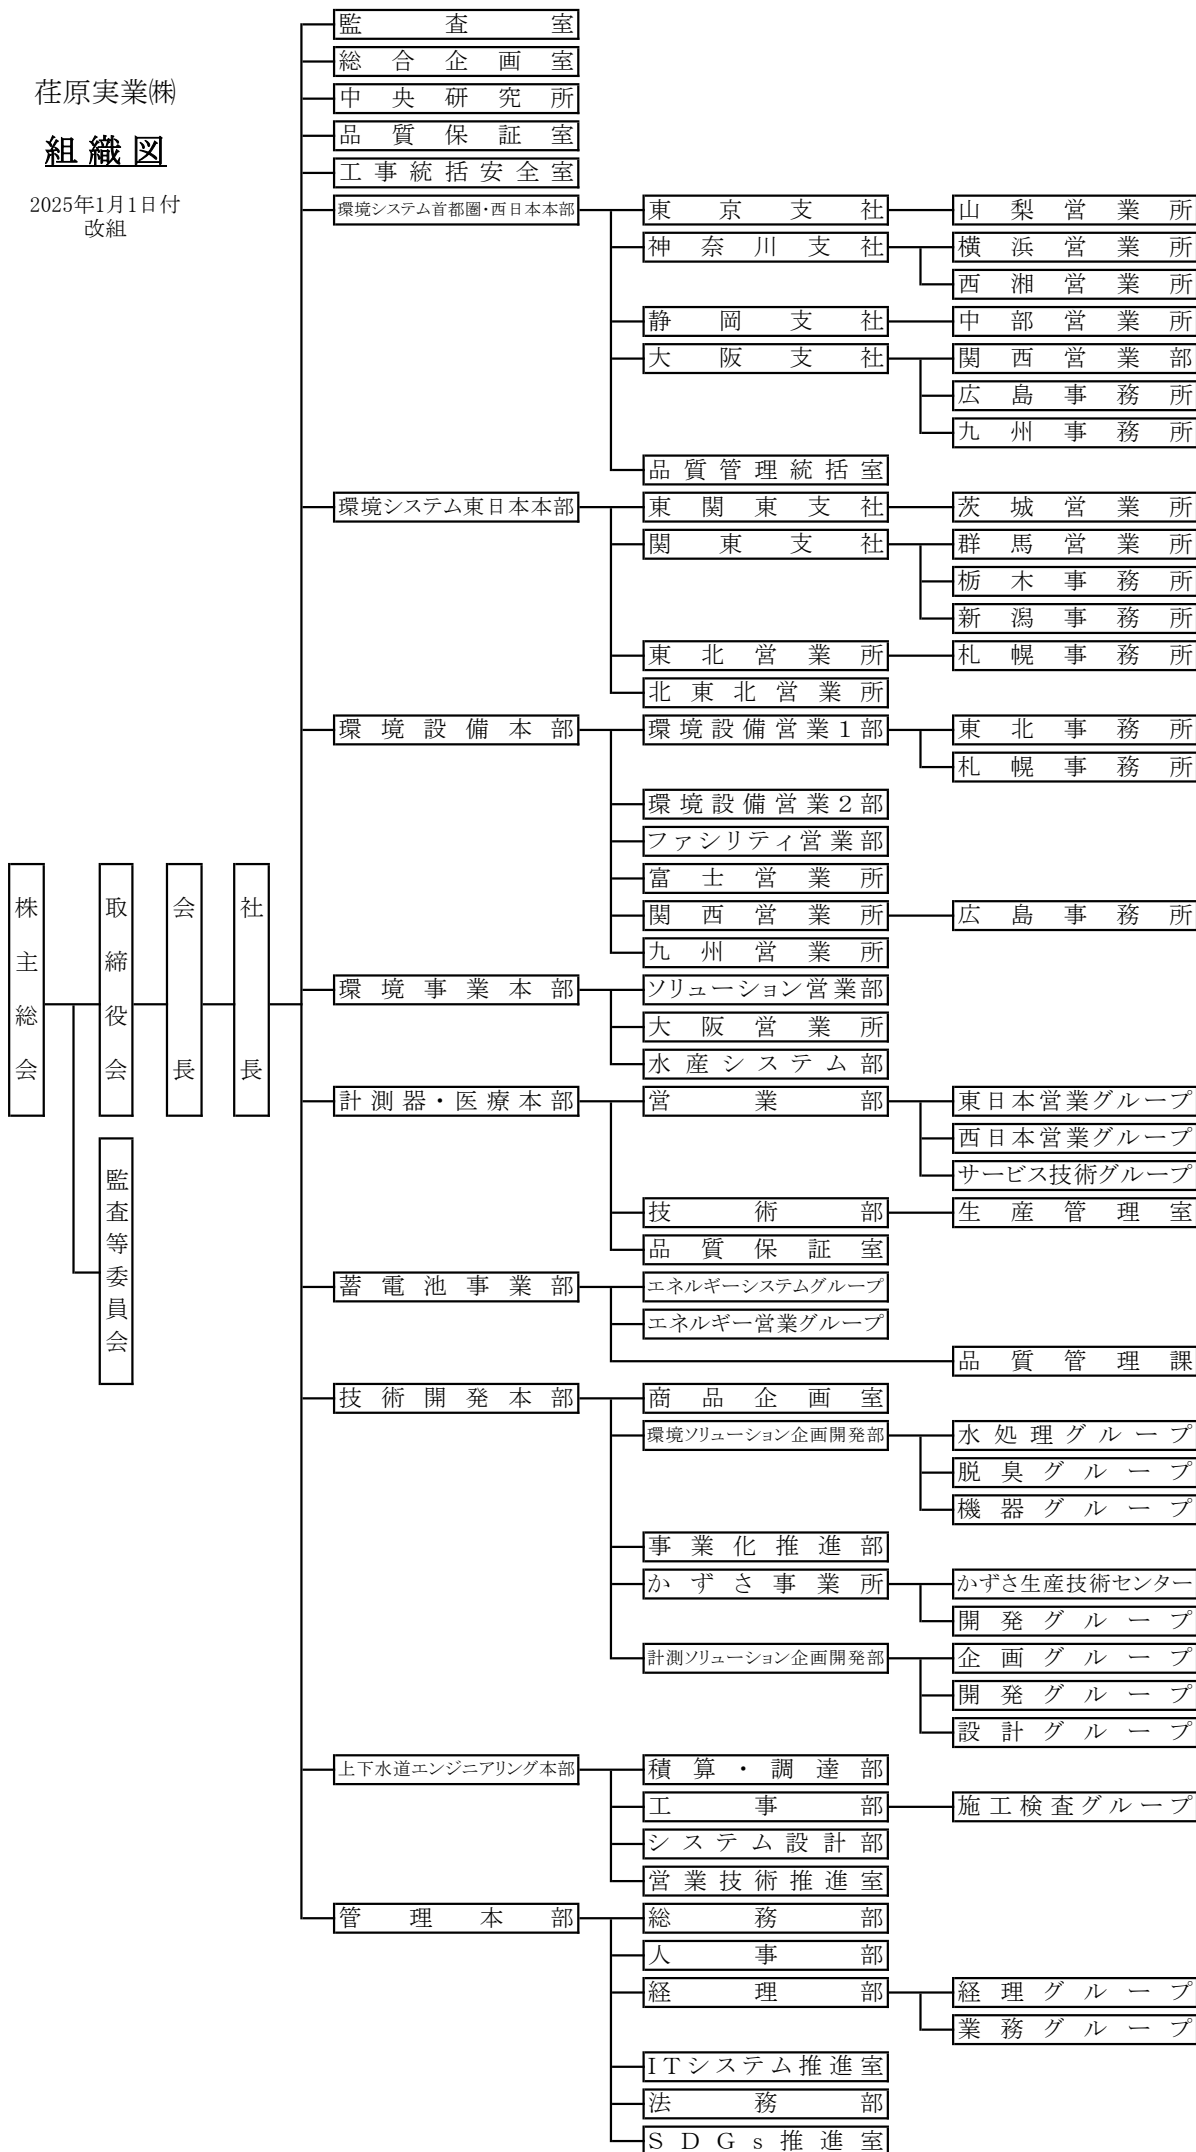 荏原実業㈱
組織図
2025年1月1日付
改組
株主総会
取締役会
会長
社長
監査等委員会
監査室
総合企画室
中央研究所
品質保証室
工事統括安全室
環境システム首都圏・西日本本部
東京支社
山梨営業所
神奈川支社
横浜営業所
西湘営業所
静岡支社
中部営業所
大阪支社
関西営業部
広島事務所
九州事務所
品質管理統括室
環境システム東日本本部
東関東支社
茨城営業所
関東支社
群馬営業所
栃木事務所
新潟事務所
東北営業所
札幌事務所
北東北営業所
環境設備本部
環境設備営業1部
東北事務所
札幌事務所
環境設備営業2部
ファシリティ営業部
富士営業所
関西営業所
広島事務所
九州営業所
環境事業本部
ソリューション営業部
大阪営業所
水産システム部
計測器・医療本部
営業部
東日本営業グループ
西日本営業グループ
サービス技術グループ
技術部
生産管理室
品質保証室
蓄電池事業部
エネルギーシステムグループ
エネルギー営業グループ
品質管理課
技術開発本部
商品企画室
環境ソリューション企画開発部
水処理グループ
脱臭グループ
機器グループ
事業化推進部
かずさ事業所
かずさ生産技術センター
開発グループ
計測ソリューション企画開発部
企画グループ
開発グループ
設計グループ
上下水道エンジニアリング本部
積算・調達部
工事部
施工検査グループ
システム設計部
営業技術推進室
管理本部
総務部
人事部
経理部
経理グループ
業務グループ
ITシステム推進室
法務部
SDGs推進室